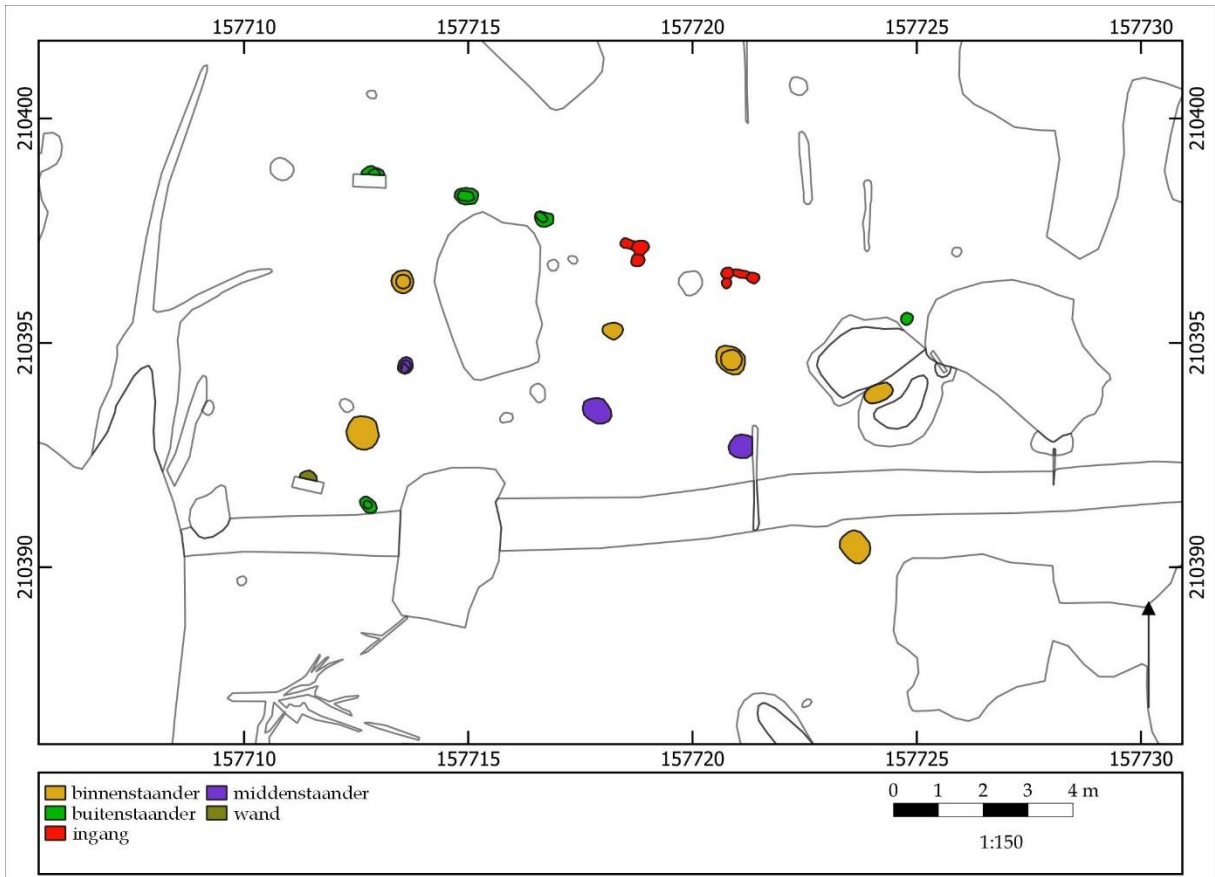 157710 157715 157720 157725 157730
210400 210400
210395 210395
210390 210390
157710 157715 157720 157725 157730
binnenstaander middenstaander
buitenstaander wand
ingang
0 1 2 3 4 m
1:150